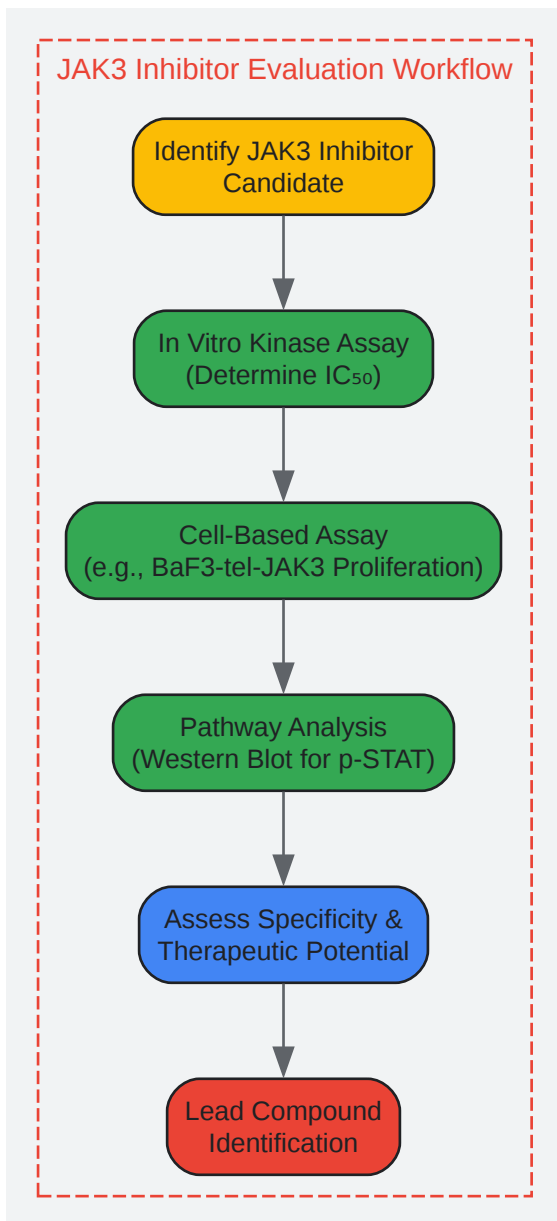 JAK3 Inhibitor Evaluation Workflow
Identify JAK3 Inhibitor
Candidate
In Vitro Kinase Assay
(Determine IC₅₀)
Cell-Based Assay
(e.g., BaF3-tel-JAK3 Proliferation)
Pathway Analysis
(Western Blot for p-STAT)
Assess Specificity &
Therapeutic Potential
Lead Compound
Identification